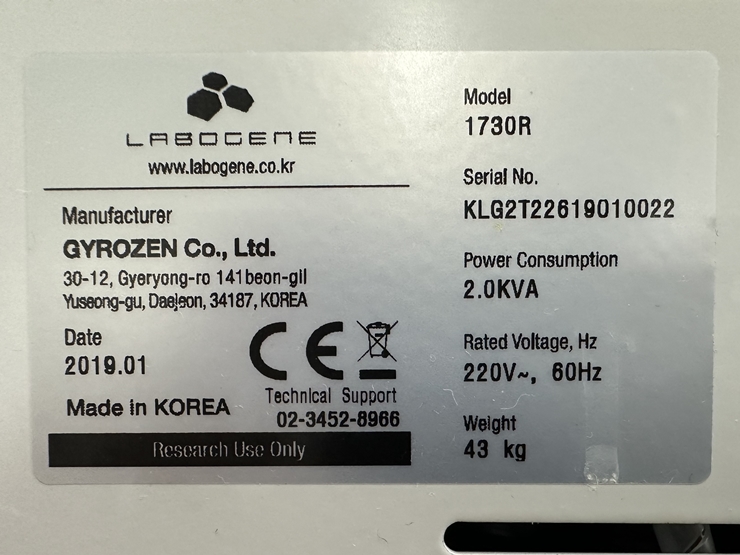 LABOGENE
www.labogene.co.kr
Manufacturer
GYROZEN Co., Ltd.
30-12, Gyeryong-ro 141beon-gil
Yuseong-gu, Daejeon, 34187, KOREA
Date
2019.01
CE
Made in KOREA
Technical Support
02-3452-8966
Research Use Only
Model
1730R
Serial No.
KLG2T22619010022
Power Consumption
2.0KVA
Rated Voltage, Hz
220V~, 60Hz
Weight
43 kg